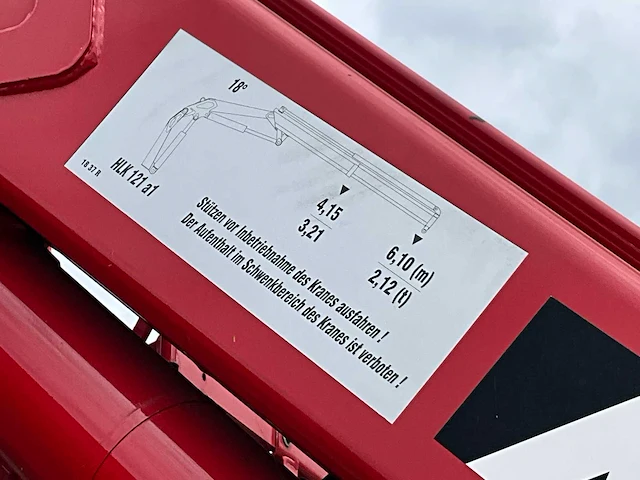 18°
HLK 121 a1
18 37.R
4,15
3,21
6,10 (m)
2,12 (t)
Stützen vor Inbetriebnahme des Kranes ausfahren !
Der Aufenthalt im Schwenkbereich des Kranes ist verboten !